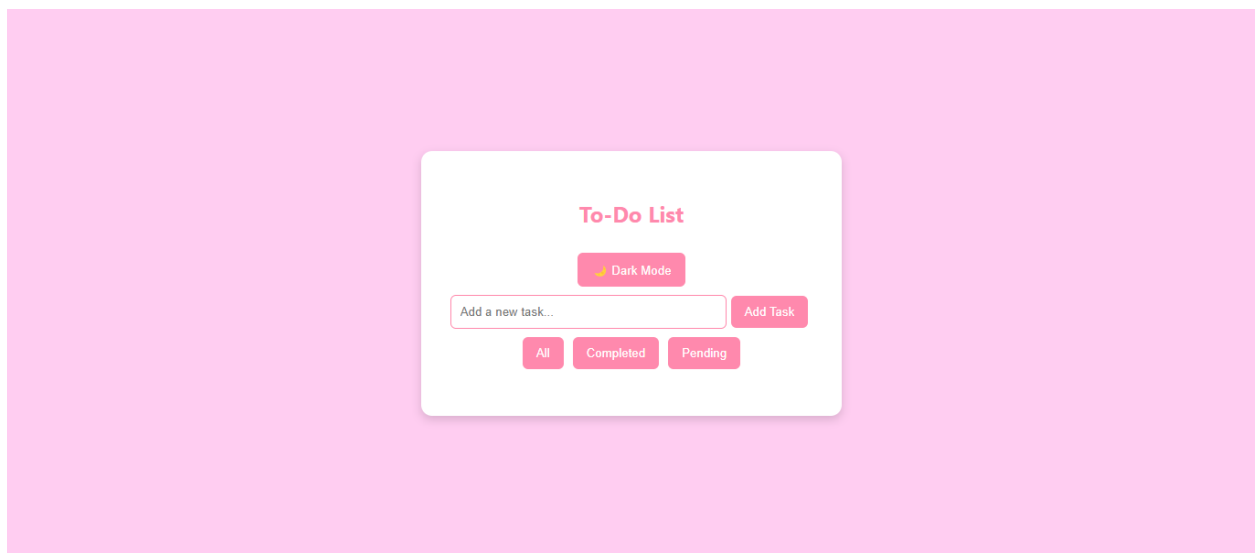 To-Do List
🌙 Dark Mode
Add a new task... Add Task
All Completed Pending